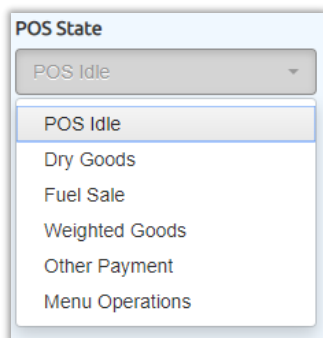 POS State
POS Idle
POS Idle
Dry Goods
Fuel Sale
Weighted Goods
Other Payment
Menu Operations